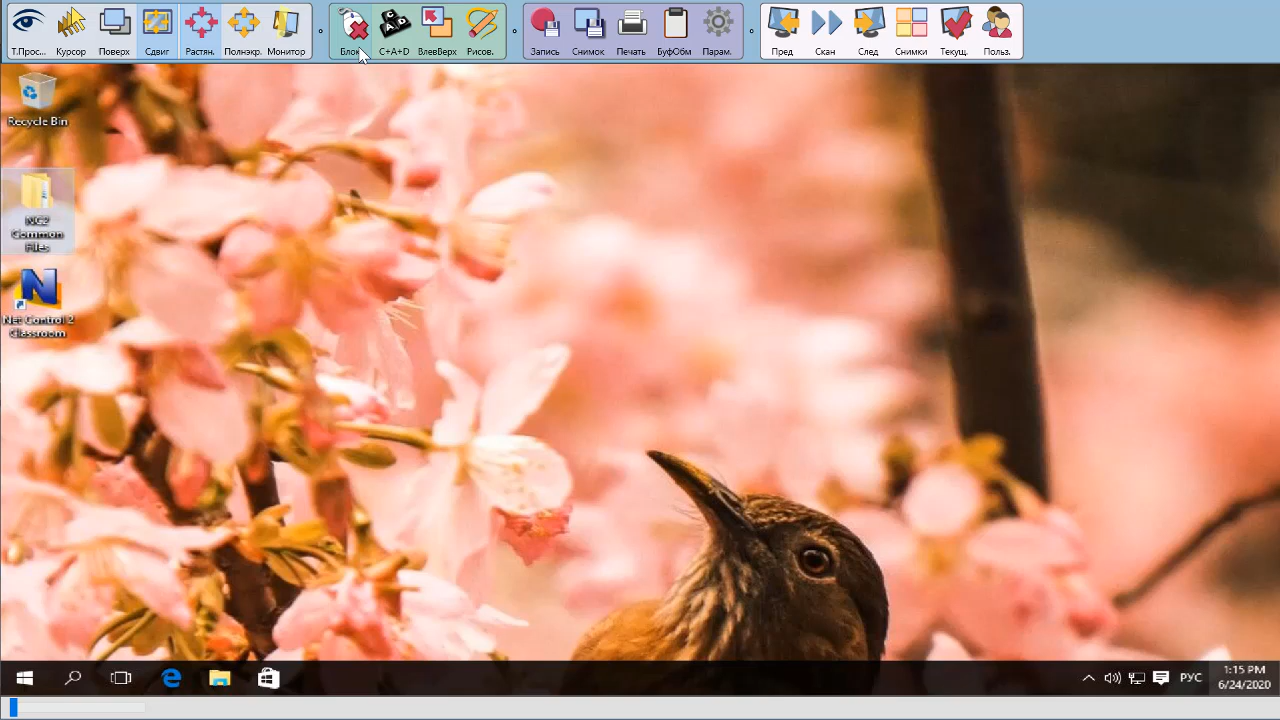 Т.Прос... Курсор Поверх Сдвиг Растян. Полнэкр. Монитор Блок C+A+D ВлевВерх Рисов. Запись Снимок Печать БуфОбм Парам. Пред Скан След Снимки Текущ. Польз.
Recycle Bin
NC2
Common
Files
Net Control 2
Classroom
РУС
1:15 PM
6/24/2020